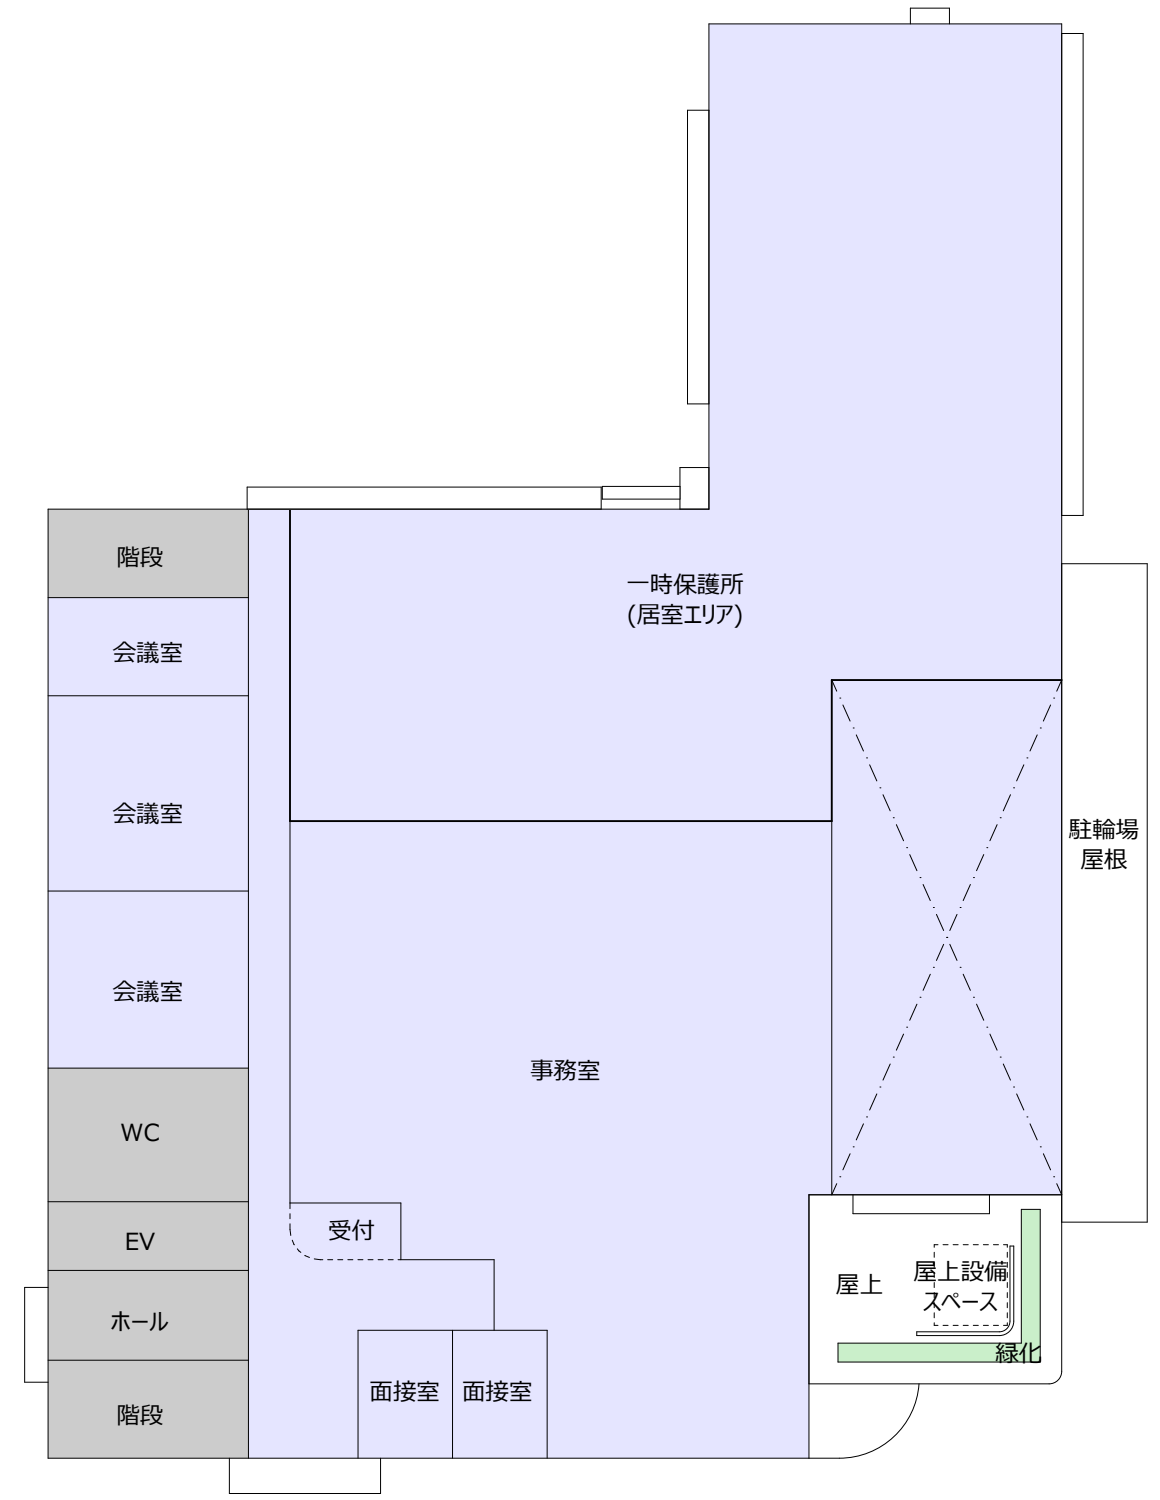 階段
一時保護所
(居室エリア)
会議室
会議室
駐輪場
屋根
会議室
事務室
WC
受付
EV
屋上
屋上設備
スペース
ホール
緑化
面接室
面接室
階段